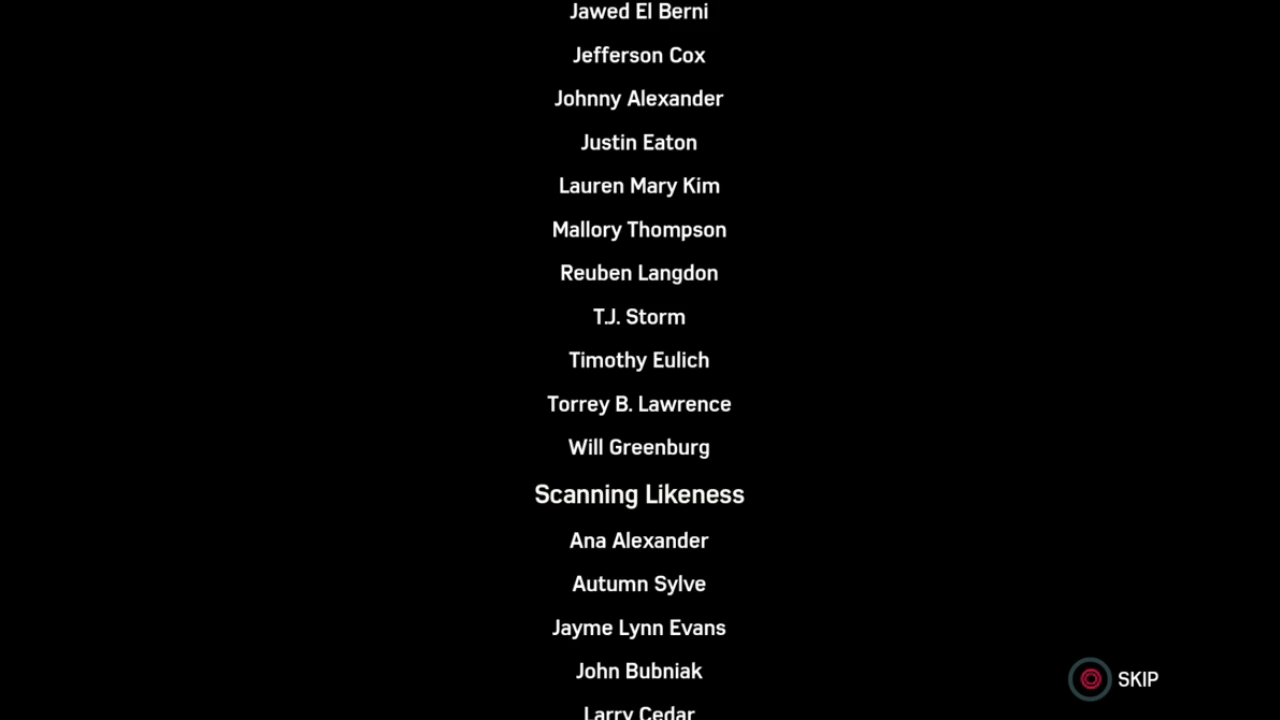 Jawed El Berni
Jefferson Cox
Johnny Alexander
Justin Eaton
Lauren Mary Kim
Mallory Thompson
Reuben Langdon
T.J. Storm
Timothy Eulich
Torrey B. Lawrence
Will Greenburg
Scanning Likeness
Ana Alexander
Autumn Sylve
Jayme Lynn Evans
John Bubniak
Larry Cedar
SKIP